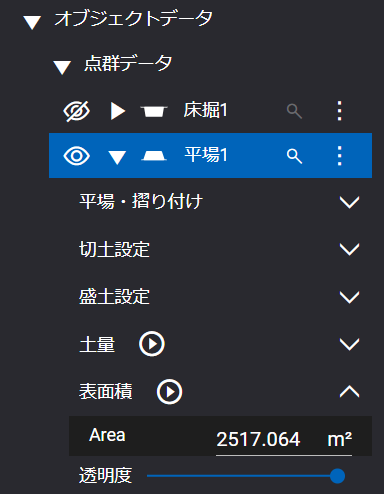 オブジェクトデータ
点群データ
床掘1
平場1
平場・摺り付け
切土設定
盛土設定
土量
表面積
Area 2517.064 m²
透明度